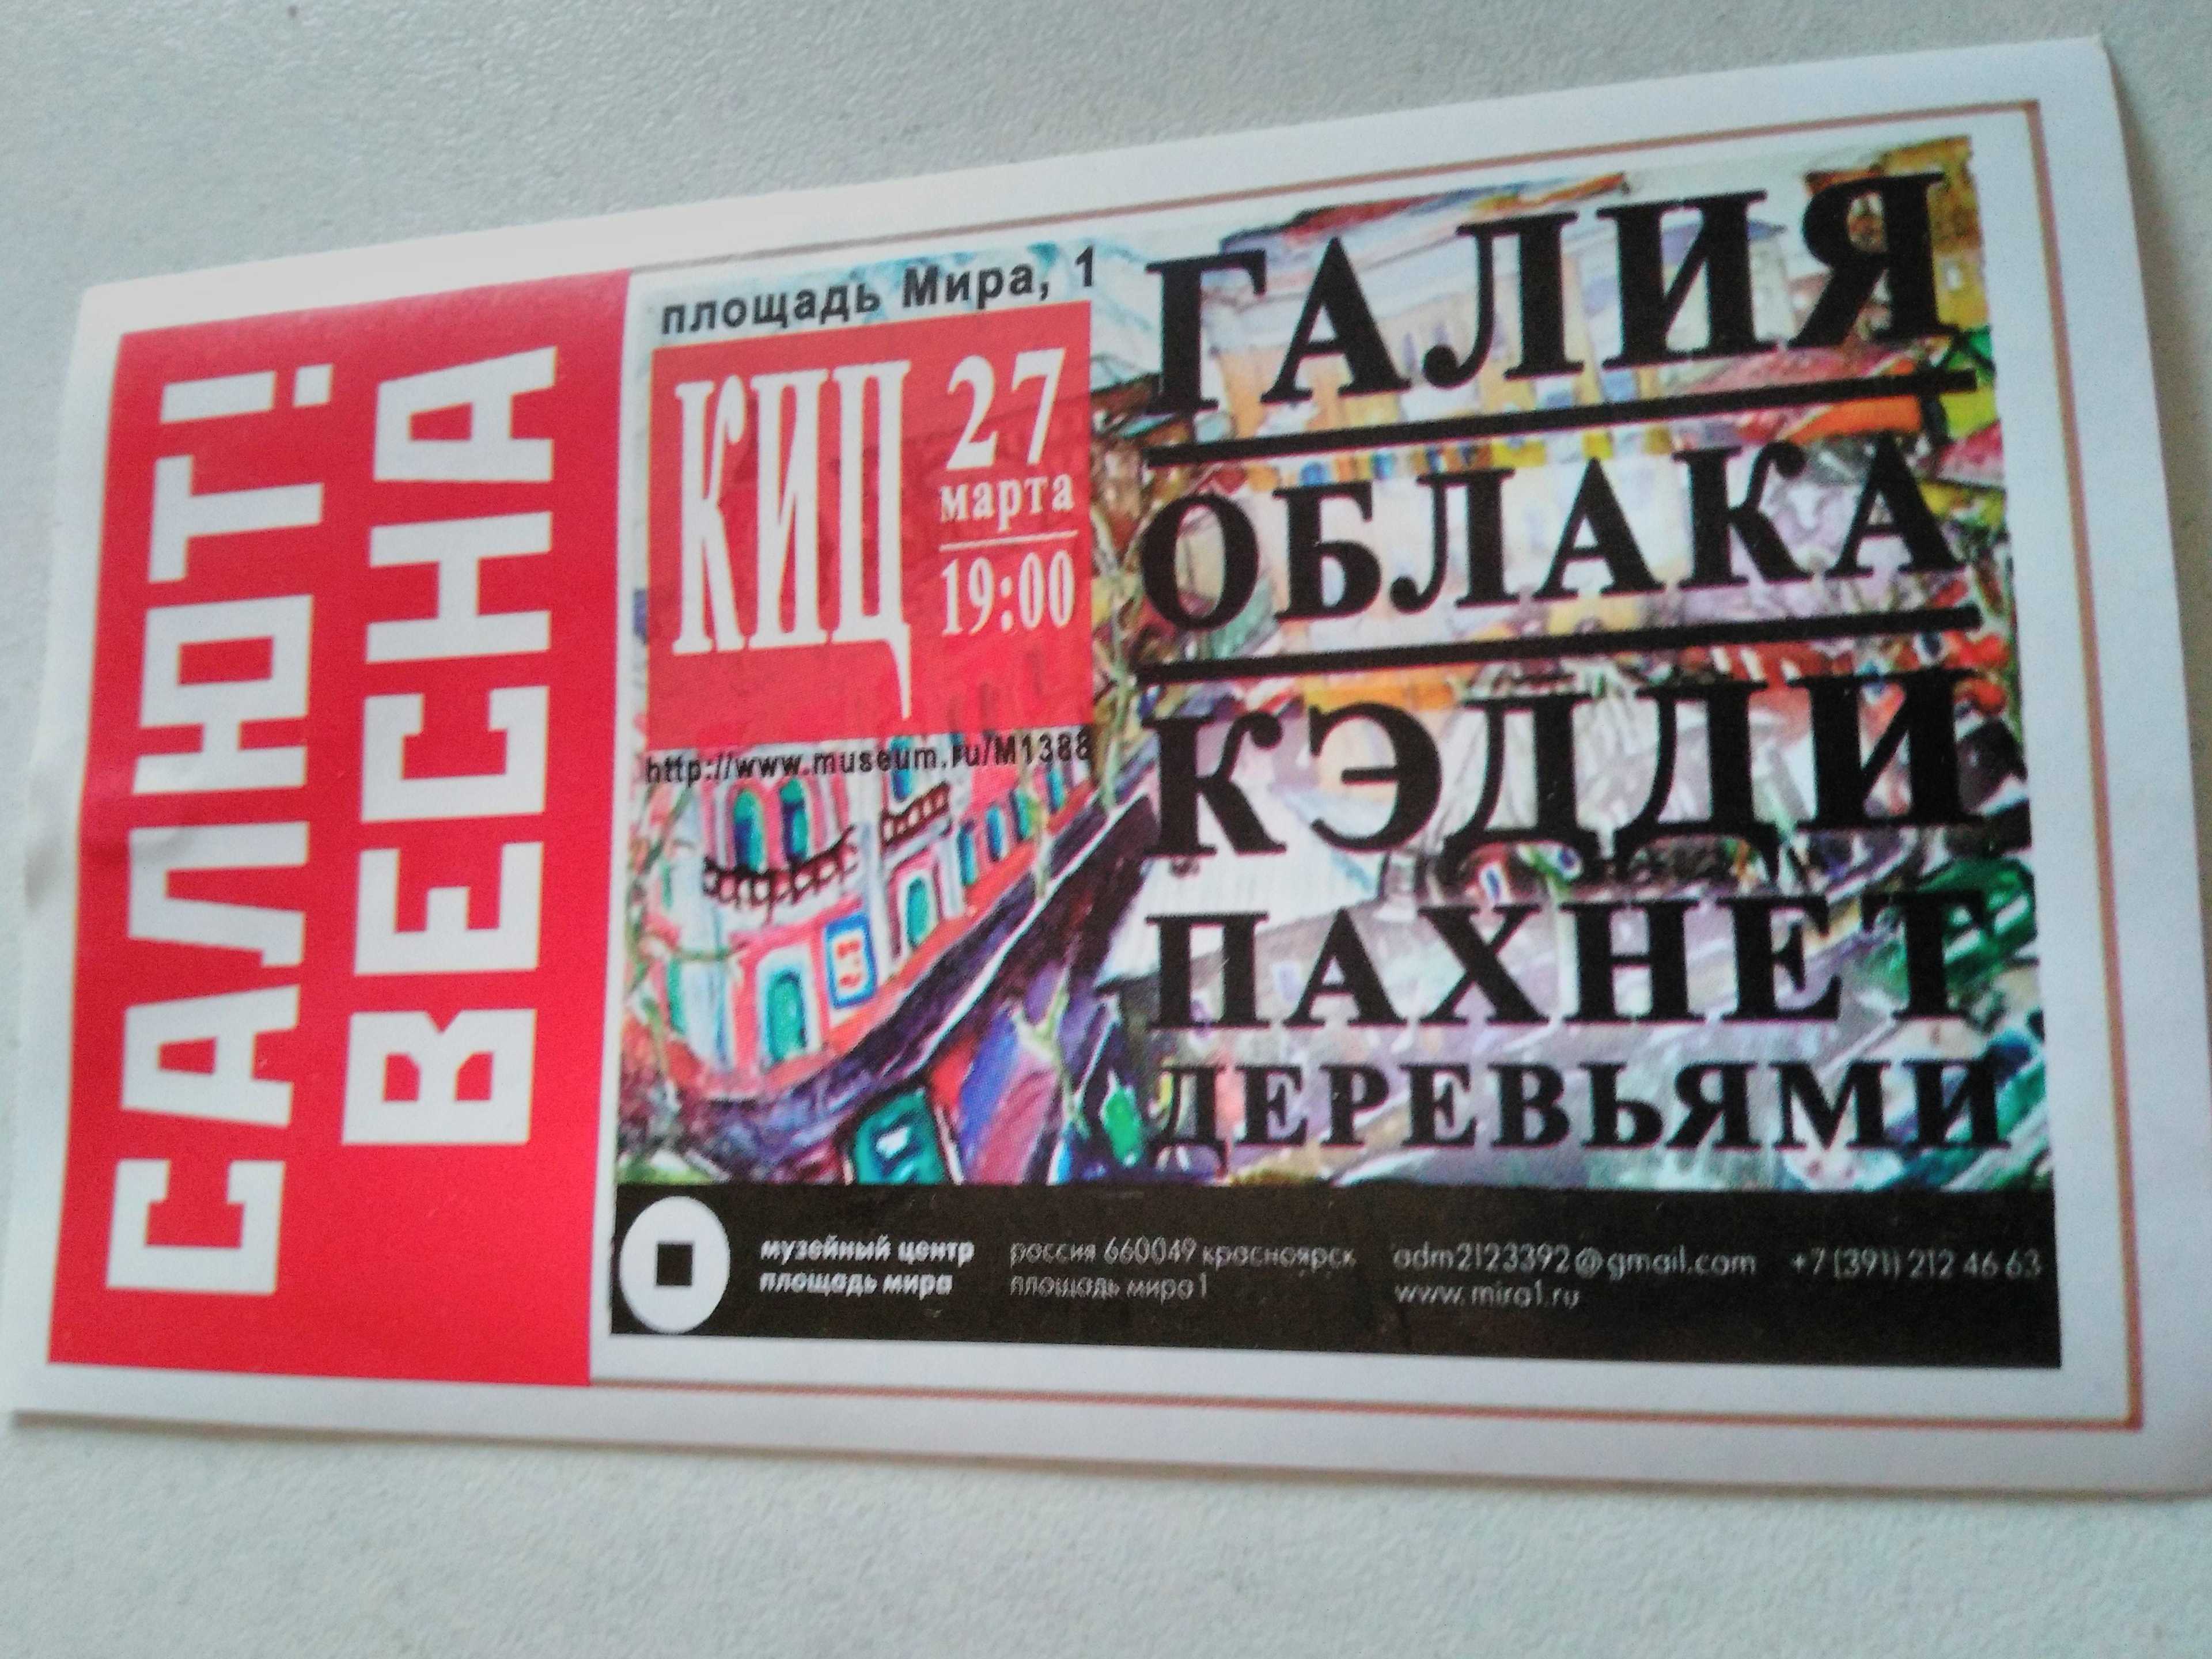 САЛЮТ!
ВЕСНА
площадь Мира, 1
КИЦ
27
марта
19:00
http://www.museum.ru/M1388
ГАЛИЯ
ОБЛАКА
КЭДДИ
ПАХНЕТ
ДЕРЕВЬЯМИ
музейный центр
площадь мира
россия 660049 красноярск
площадь мира 1
adm2123392@gmail.com
www.mira1.ru
+7 (391) 212 46 63